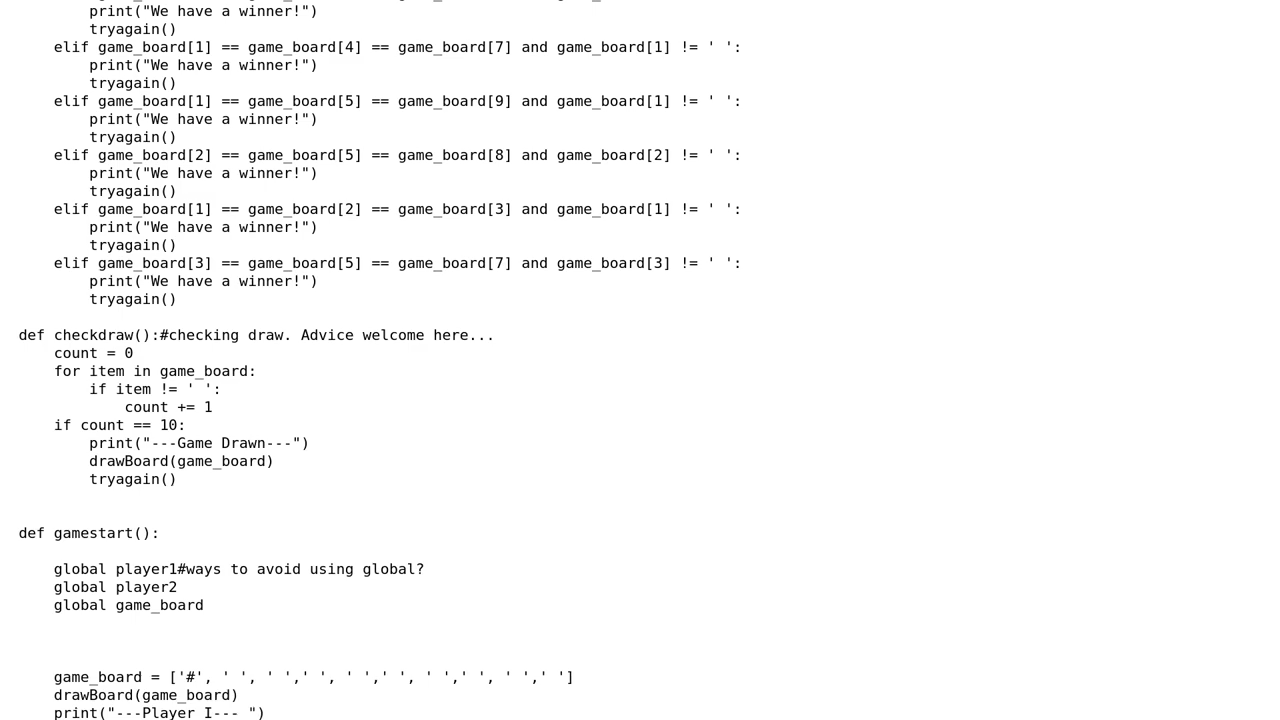 print("We have a winner!")
        tryagain()
    elif game_board[1] == game_board[4] == game_board[7] and game_board[1] != ' ':
        print("We have a winner!")
        tryagain()
    elif game_board[1] == game_board[5] == game_board[9] and game_board[1] != ' ':
        print("We have a winner!")
        tryagain()
    elif game_board[2] == game_board[5] == game_board[8] and game_board[2] != ' ':
        print("We have a winner!")
        tryagain()
    elif game_board[1] == game_board[2] == game_board[3] and game_board[1] != ' ':
        print("We have a winner!")
        tryagain()
    elif game_board[3] == game_board[5] == game_board[7] and game_board[3] != ' ':
        print("We have a winner!")
        tryagain()

def checkdraw():#checking draw. Advice welcome here...
    count = 0
    for item in game_board:
        if item != ' ':
            count += 1
    if count == 10:
        print("---Game Drawn---")
        drawBoard(game_board)
        tryagain()


def gamestart():

    global player1#ways to avoid using global?
    global player2
    global game_board



    game_board = ['#', ' ', ' ',' ', ' ',' ', ' ',' ', ' ',' ']
    drawBoard(game_board)
    print("---Player I--- ")